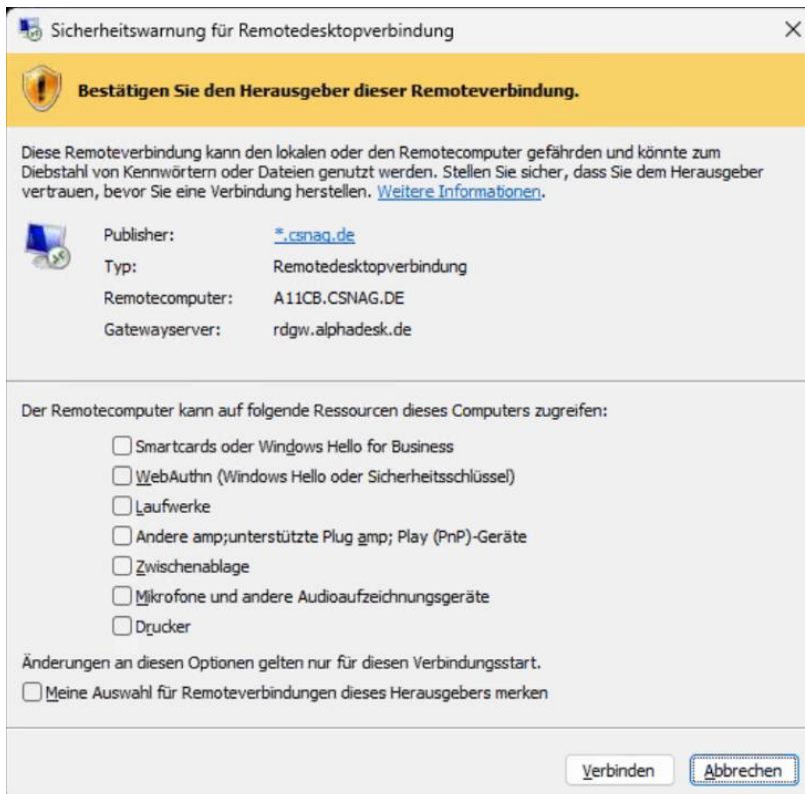 Sicherheitswarnung für Remotedesktopverbindung
Bestätigen Sie den Herausgeber dieser Remoteverbindung.
Diese Remoteverbindung kann den lokalen oder den Remotecomputer gefährden und könnte zum
Diebstahl von Kennwörtern oder Dateien genutzt werden. Stellen Sie sicher, dass Sie dem Herausgeber
vertrauen, bevor Sie eine Verbindung herstellen. Weitere Informationen.
Publisher: *.csnag.de
Typ: Remotedesktopverbindung
Remotecomputer: A11CB.CSNAG.DE
Gatewayserver: rdgw.alphadesk.de
Der Remotecomputer kann auf folgende Ressourcen dieses Computers zugreifen:
Smartcards oder Windows Hello for Business
WebAuthn (Windows Hello oder Sicherheitsschlüssel)
Laufwerke
Andere amp;unterstützte Plug amp; Play (PnP)-Geräte
Zwischenablage
Mikrofone und andere Audioaufzeichnungsgeräte
Drucker
Änderungen an diesen Optionen gelten nur für diesen Verbindungsstart.
Meine Auswahl für Remoteverbindungen dieses Herausgebers merken
Verbinden Abbrechen